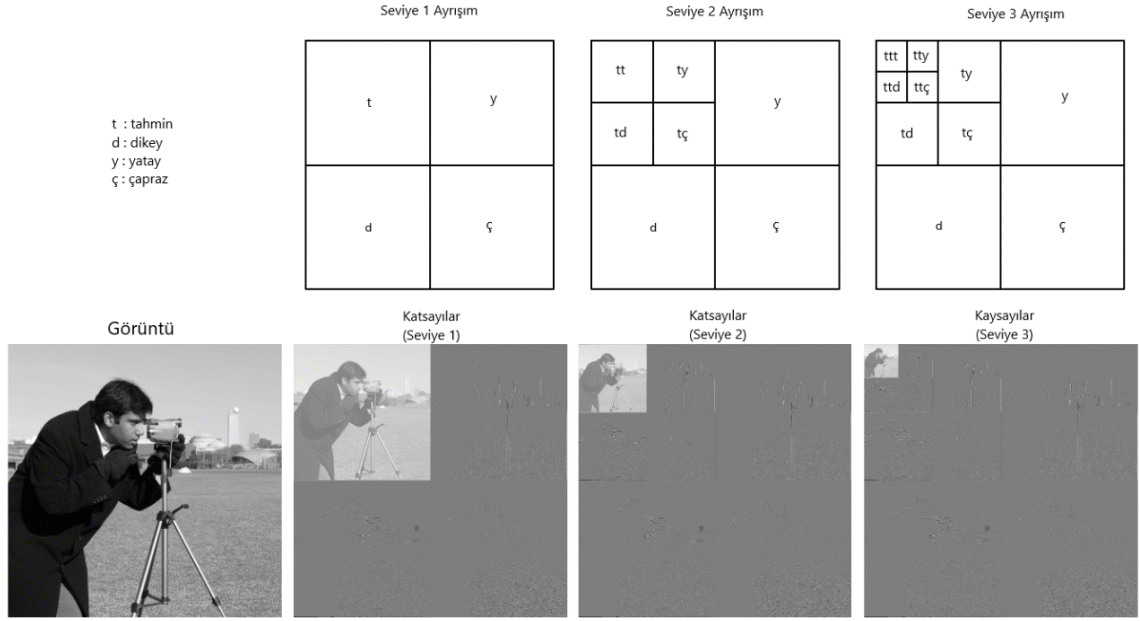 Seviye 1 Ayrışım
Seviye 2 Ayrışım
Seviye 3 Ayrışım
t : tahmin
d : dikey
y : yatay
ç : çapraz
t
y
d
ç
tt
ty
td
tç
y
d
ç
ttt
tty
ttd
ttç
ty
td
tç
y
d
ç
Görüntü
Katsayılar
(Seviye 1)
Katsayılar
(Seviye 2)
Kaysayılar
(Seviye 3)